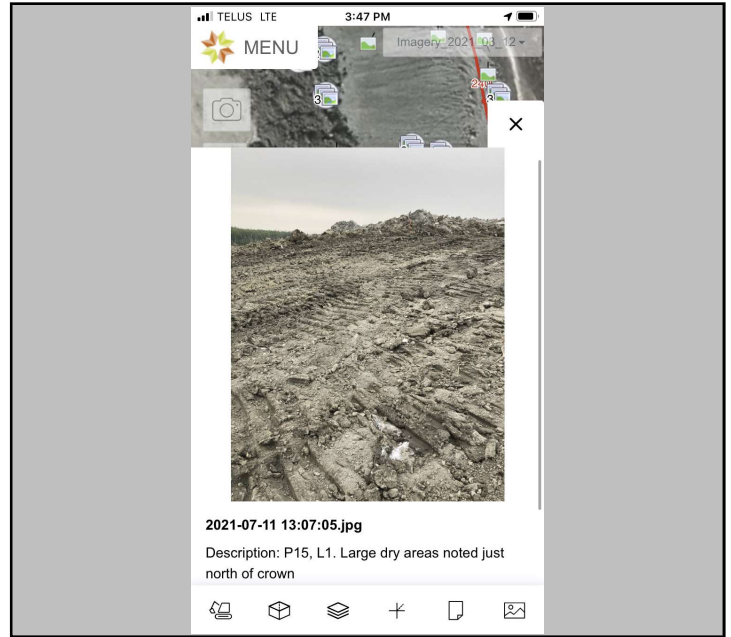 TELUS LTE 3:47 PM
MENU
Imagery_2021_03_12
3
24
3
2021-07-11 13:07:05.jpg
Description: P15, L1. Large dry areas noted just
north of crown